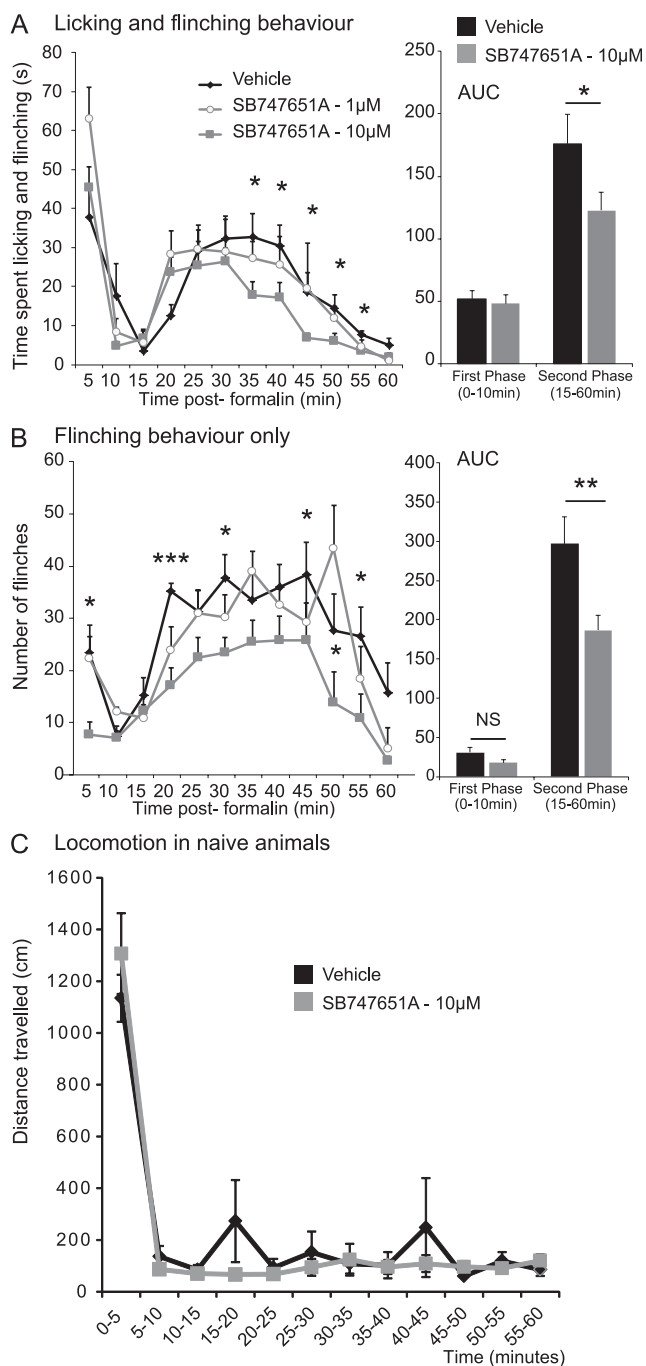 A Licking and flinching behaviour
Time spent licking and flinching (s)
80
70
60
50
40
30
20
10
0
Vehicle
SB747651A - 1µM
SB747651A - 10µM
* * * * *
5 10 15 20 25 30 35 40 45 50 55 60
Time post- formalin (min)
Vehicle
SB747651A - 10µM
AUC
250
200
150
100
50
0
*
First Phase Second Phase
(0-10min) (15-60min)
B Flinching behaviour only
Number of flinches
60
50
40
30
20
10
0
* *** * * * *
5 10 15 20 25 30 35 40 45 50 55 60
Time post- formalin (min)
AUC
400
350
300
250
200
150
100
50
0
NS
**
First Phase Second Phase
(0-10min) (15-60min)
C Locomotion in naive animals
Distance travelled (cm)
1600
1400
1200
1000
800
600
400
200
0
Vehicle
SB747651A - 10µM
0-5 5-10 10-15 15-20 20-25 25-30 30-35 35-40 40-45 45-50 50-55 55-60
Time (minutes)